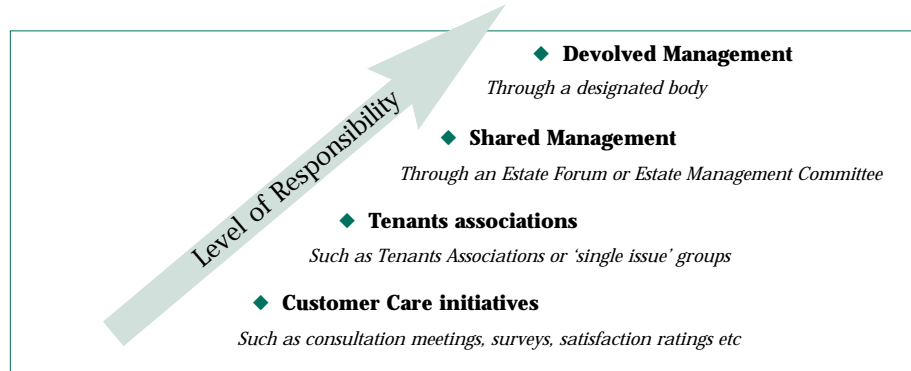 ◆ Devolved Management
Through a designated body
◆ Shared Management
Through an Estate Forum or Estate Management Committee
◆ Tenants associations
Such as Tenants Associations or ‘single issue’ groups
◆ Customer Care initiatives
Such as consultation meetings, surveys, satisfaction ratings etc
Level of Responsibility